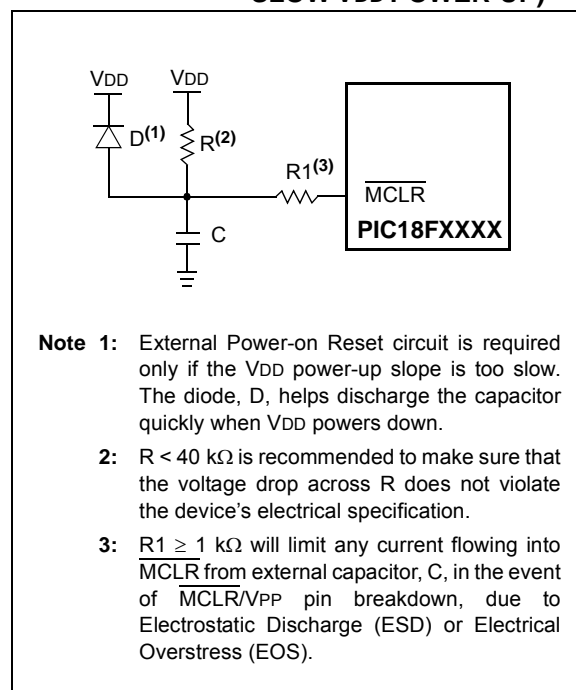 VDD VDD
D(1)
R(2)
R1(3)
MCLR
C
PIC18FXXXX
Note 1: External Power-on Reset circuit is required
only if the VDD power-up slope is too slow.
The diode, D, helps discharge the capacitor
quickly when VDD powers down.
2: R < 40 kΩ is recommended to make sure that
the voltage drop across R does not violate
the device's electrical specification.
3: R1 ≥ 1 kΩ will limit any current flowing into
MCLR from external capacitor, C, in the event
of MCLR/VPP pin breakdown, due to
Electrostatic Discharge (ESD) or Electrical
Overstress (EOS).